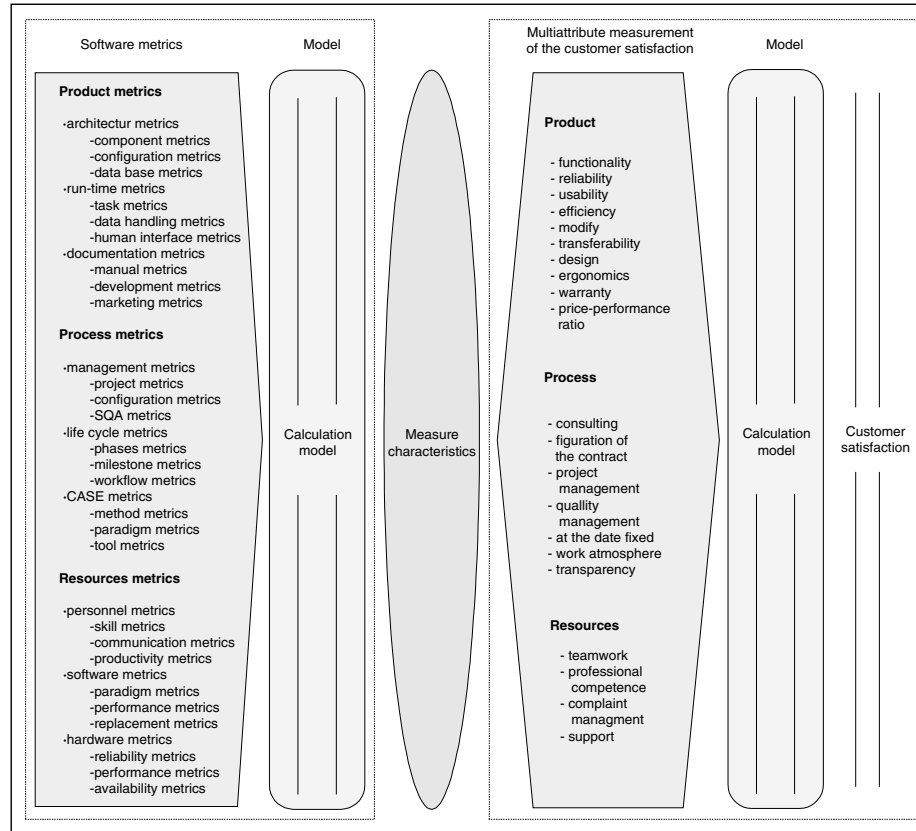 Software metrics
Model
Product metrics
·architectur metrics
-component metrics
-configuration metrics
-data base metrics
·run-time metrics
-task metrics
-data handling metrics
-human interface metrics
·documentation metrics
-manual metrics
-development metrics
-marketing metrics
Process metrics
·management metrics
-project metrics
-configuration metrics
-SQA metrics
·life cycle metrics
-phases metrics
-milestone metrics
-workflow metrics
·CASE metrics
-method metrics
-paradigm metrics
-tool metrics
Resources metrics
·personnel metrics
-skill metrics
-communication metrics
-productivity metrics
·software metrics
-paradigm metrics
-performance metrics
-replacement metrics
·hardware metrics
-reliability metrics
-performance metrics
-availability metrics
Calculation
model
Measure
characteristics
Multiattribute measurement
of the customer satisfaction
Model
Product
- functionality
- reliability
- usability
- efficiency
- modify
- transferability
- design
- ergonomics
- warranty
- price-performance
ratio
Process
- consulting
- figuration of
the contract
- project
management
- quallity
management
- at the date fixed
- work atmosphere
- transparency
Resources
- teamwork
- professional
competence
- complaint
managment
- support
Calculation
model
Customer
satisfaction